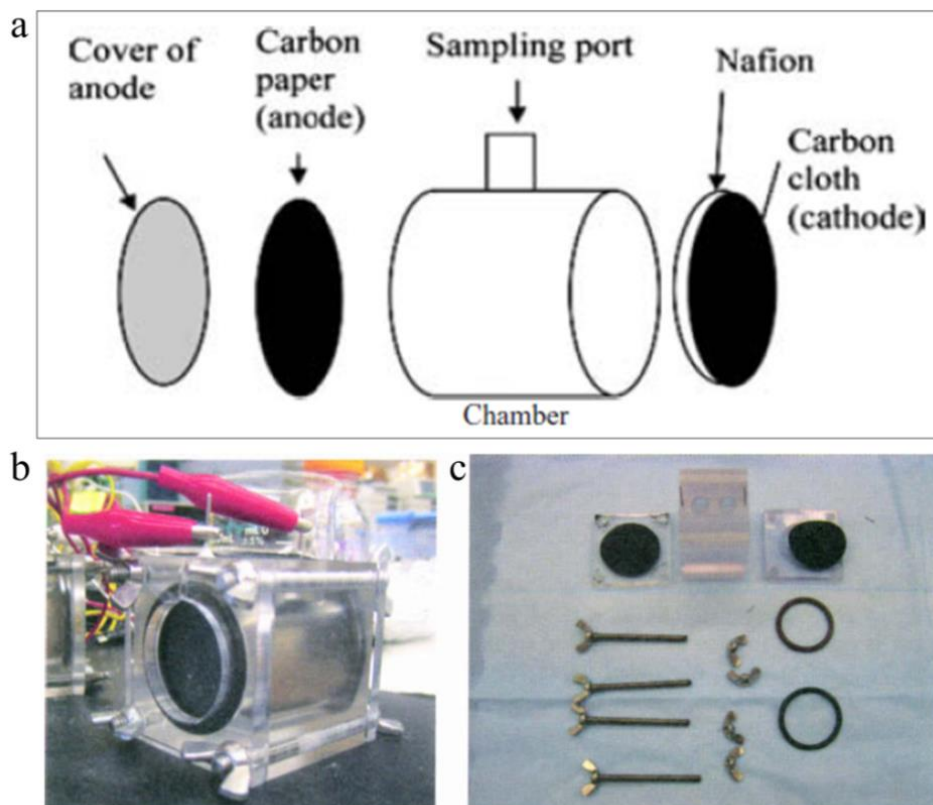 a
Cover of
anode
Carbon
paper
(anode)
Sampling port
Nafion
Carbon
cloth
(cathode)
Chamber
b
c